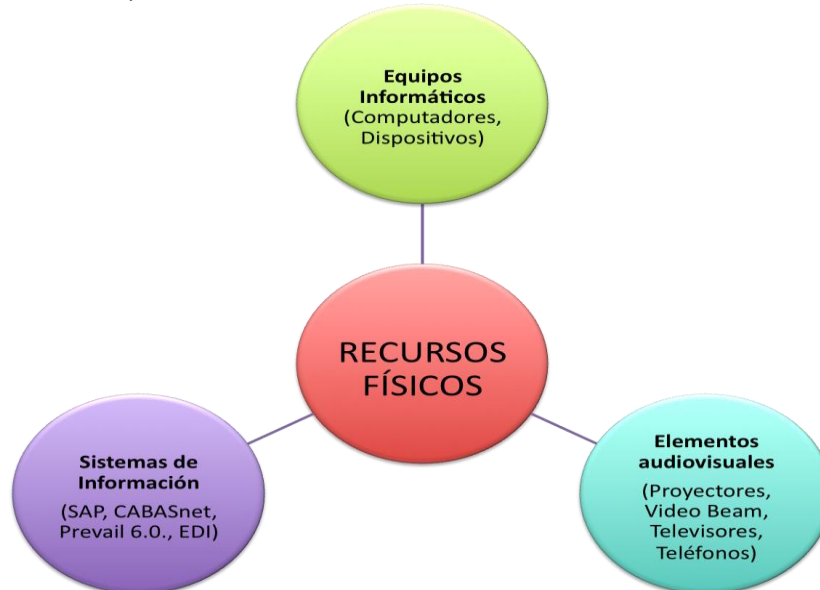 Equipos
Informáticos
(Computadores,
Dispositivos)
RECURSOS
FÍSICOS
Sistemas de
Información
(SAP, CABASnet,
Prevail 6.0., EDI)
Elementos
audiovisuales
(Proyectores,
Video Beam,
Televisores,
Teléfonos)